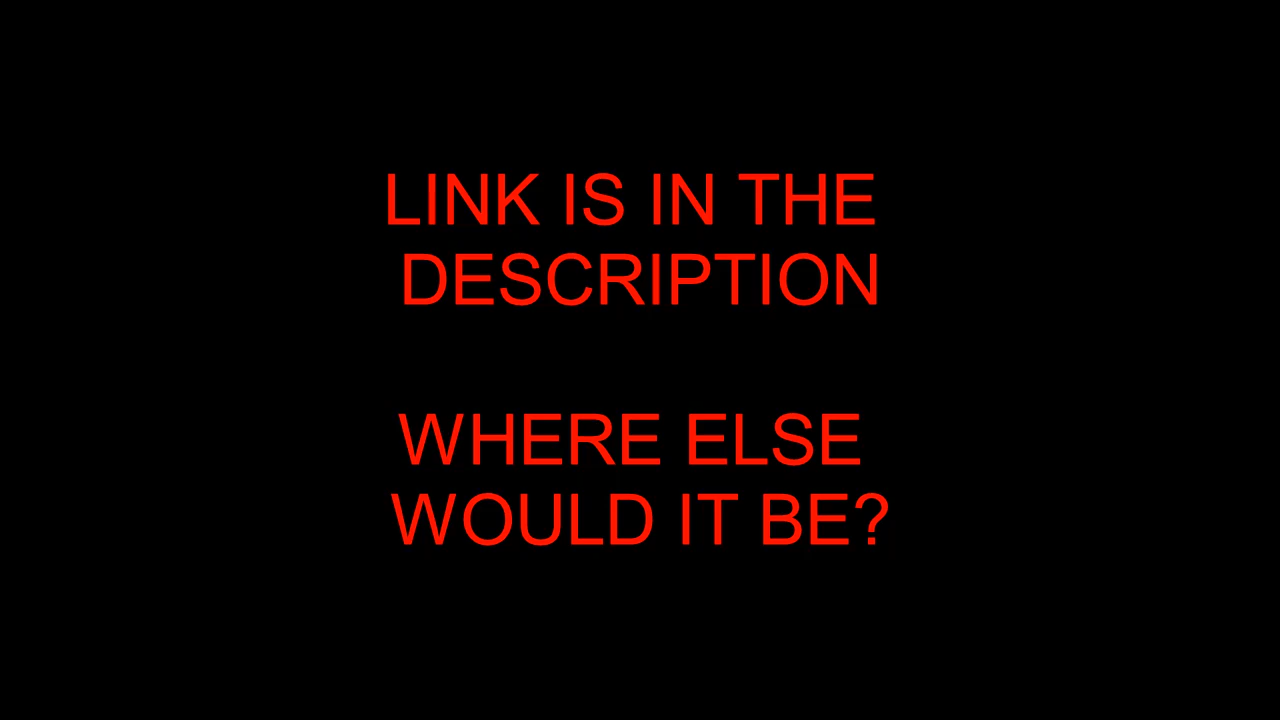 LINK IS IN THE
DESCRIPTION
WHERE ELSE
WOULD IT BE?